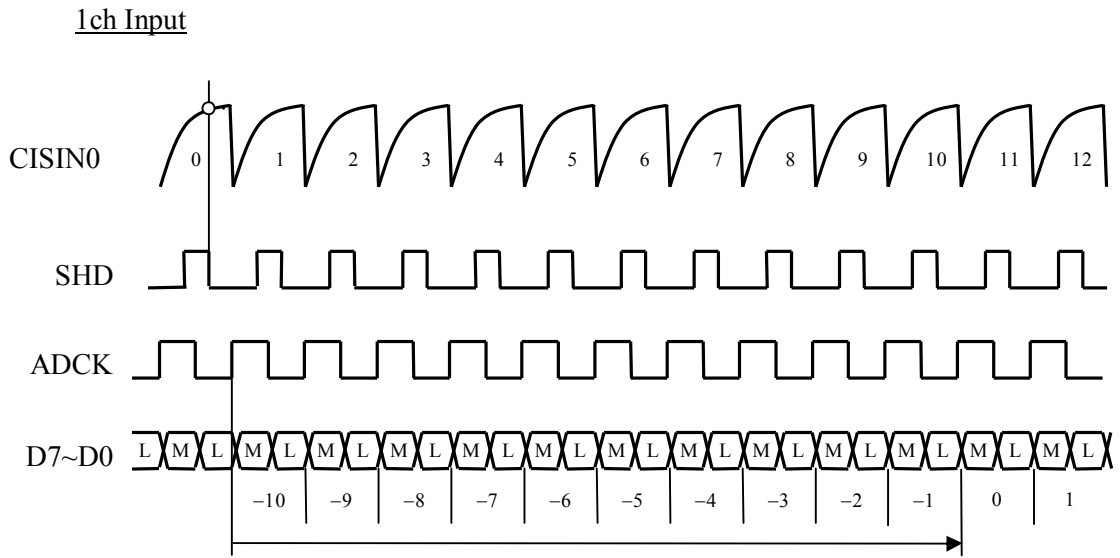 1ch Input
CISIN0 0 1 2 3 4 5 6 7 8 9 10 11 12
SHD
ADCK
D7~D0 L M L M L M L M L M L M L M L M L M L M L M L M L M L
−10 −9 −8 −7 −6 −5 −4 −3 −2 −1 0 1